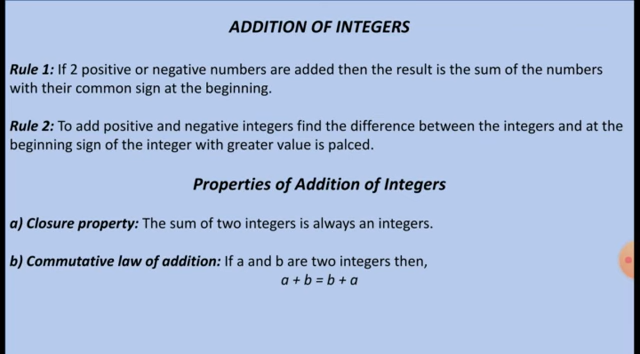 ADDITION OF INTEGERS
Rule 1: If 2 positive or negative numbers are added then the result is the sum of the numbers
with their common sign at the beginning.
Rule 2: To add positive and negative integers find the difference between the integers and at the
beginning sign of the integer with greater value is palced.
Properties of Addition of Integers
a) Closure property: The sum of two integers is always an integers.
b) Commutative law of addition: If a and b are two integers then,
a + b = b + a